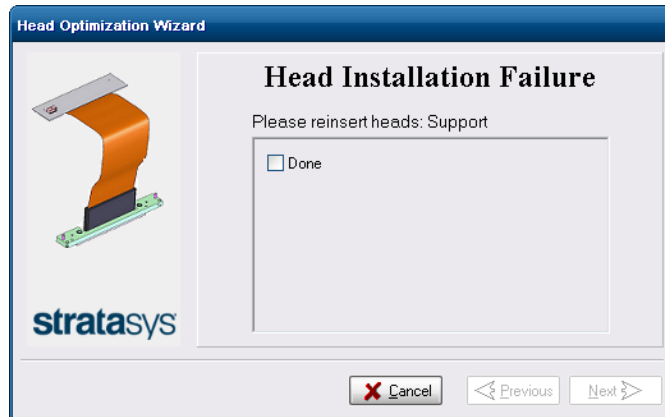 Head Optimization Wizard
Head Installation Failure
Please reinsert heads: Support
Done
stratasys
Cancel
Previous
Next